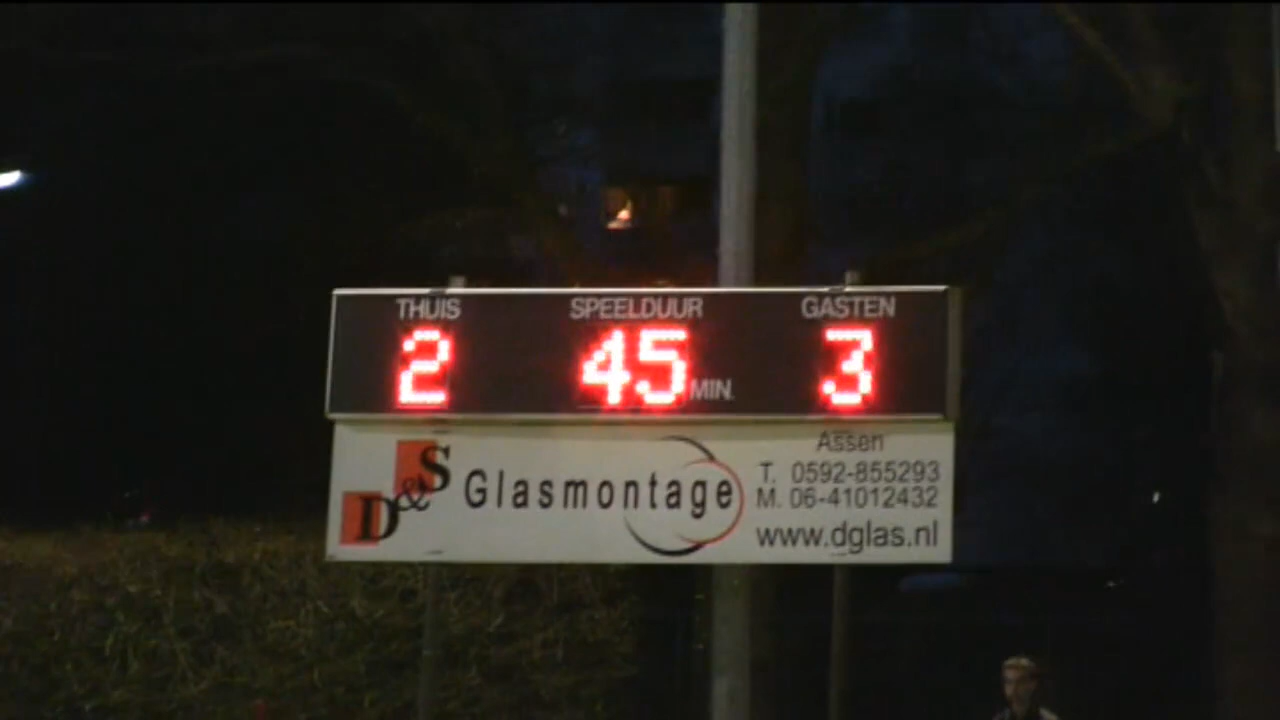 THUIS SPEELDUUR GASTEN
2 45 MIN. 3
D&S Glasmontage
Assen
T. 0592-855293
M. 06-41012432
www.dglas.nl